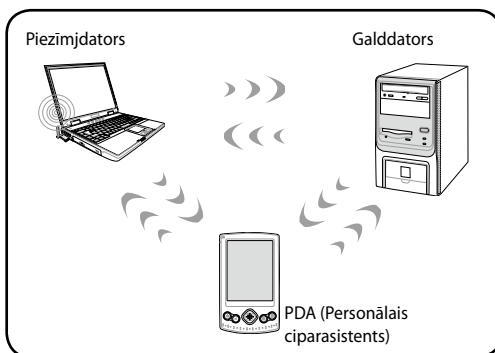 Piezīmjdators
Galddators
PDA (Personālais
ciparasistents)